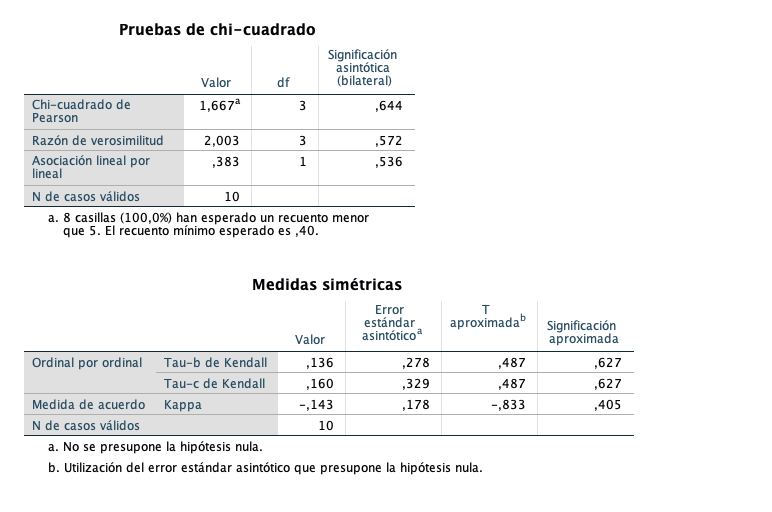 Pruebas de chi-cuadrado
Valor df Significación asintótica (bilateral)
Chi-cuadrado de Pearson 1,667a 3 ,644
Razón de verosimilitud 2,003 3 ,572
Asociación lineal por lineal ,383 1 ,536
N de casos válidos 10
a. 8 casillas (100,0%) han esperado un recuento menor
que 5. El recuento mínimo esperado es ,40.
Medidas simétricas
Valor Error estándar asintóticoa T aproximadab Significación aproximada
Ordinal por ordinal Tau-b de Kendall ,136 ,278 ,487 ,627
Tau-c de Kendall ,160 ,329 ,487 ,627
Medida de acuerdo Kappa -,143 ,178 -,833 ,405
N de casos válidos 10
a. No se presupone la hipótesis nula.
b. Utilización del error estándar asintótico que presupone la hipótesis nula.